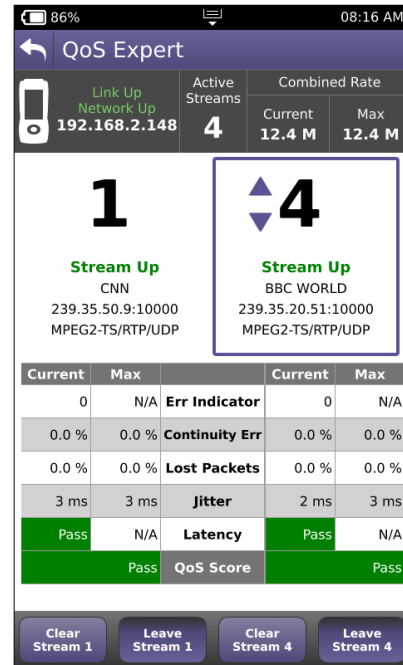 86% 08:16 AM
QoS Expert
Link Up
Network Up
192.168.2.148
Active
Streams
4
Combined Rate
Current Max
12.4 M 12.4 M
1
Stream Up
CNN
239.35.50.9:10000
MPEG2-TS/RTP/UDP
4
Stream Up
BBC WORLD
239.35.20.51:
10000
MPEG2-TS/RTP/UDP
Current Max Current Max
0 N/A Err Indicator 0 N/A
0.0 % 0.0 % Continuity Err 0.0 % 0.0 %
0.0 % 0.0 % Lost Packets 0.0 % 0.0 %
3 ms 3 ms Jitter 2 ms 3 ms
Pass N/A Latency Pass N/A
Pass QoS Score Pass
Clear
Stream 1
Leave
Stream 1
Clear
Stream 4
Leave
Stream 4